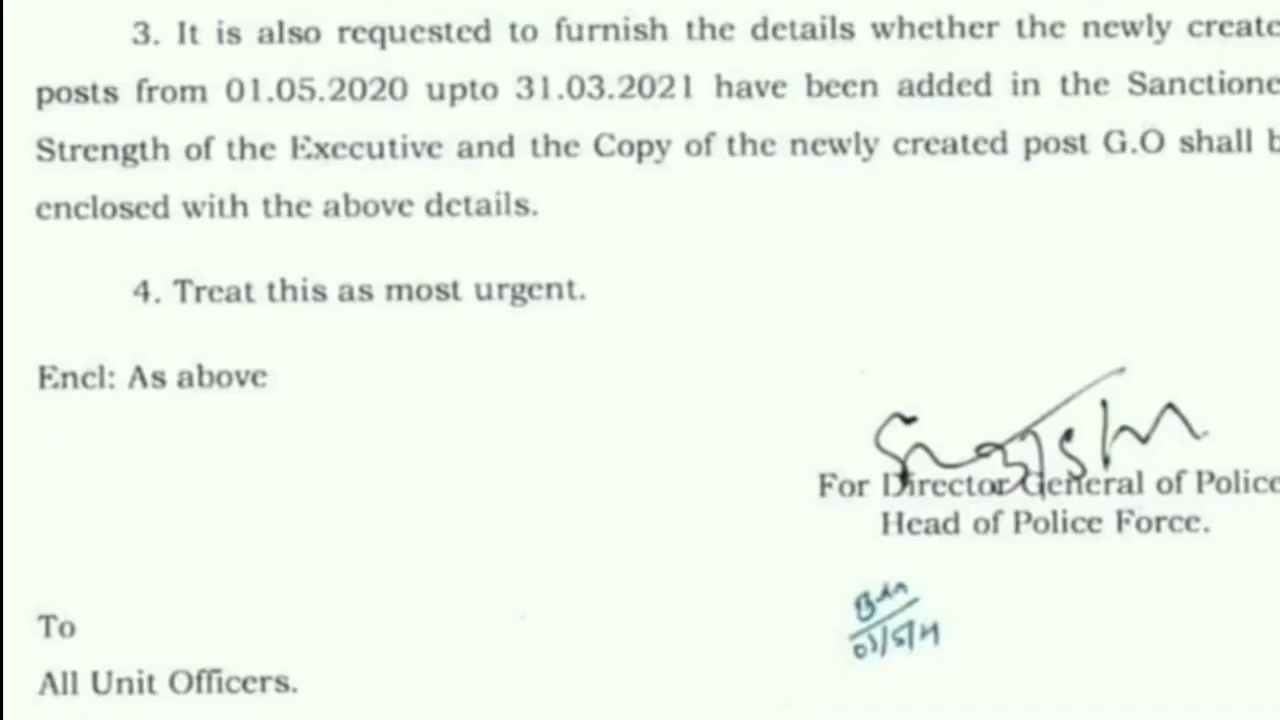 3. It is also requested to furnish the details whether the newly create
posts from 01.05.2020 upto 31.03.2021 have been added in the Sanctione
Strength of the Executive and the Copy of the newly created post G.O shall b
enclosed with the above details.
4. Treat this as most urgent.
Encl: As above
For Director General of Police
Head of Police Force.
To
All Unit Officers.